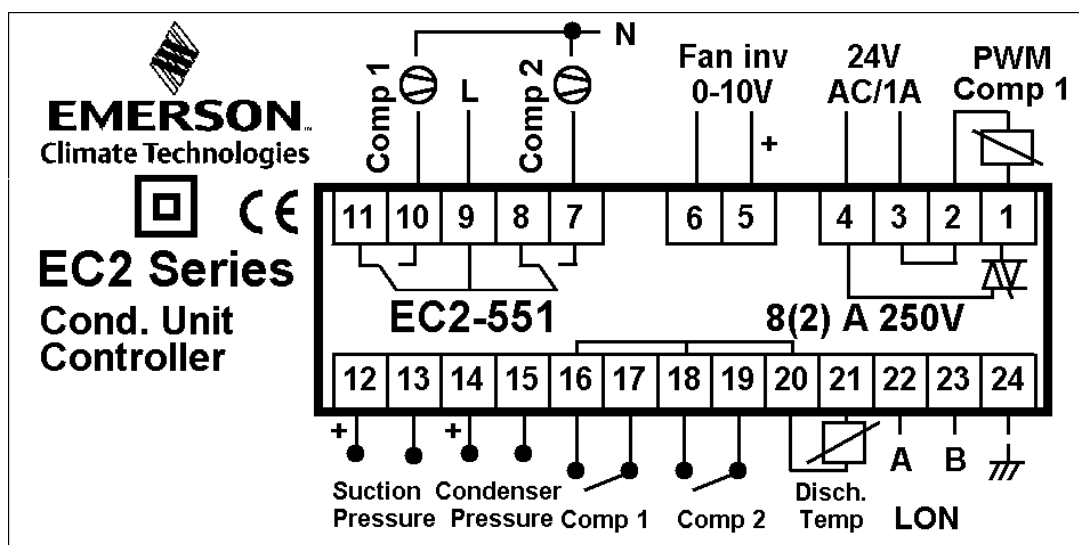 EMERSON™
Climate Technologies
CE
EC2 Series
Cond. Unit
Controller
Comp 1
L
Comp 2
N
Fan inv
0-10V
+
24V
AC/1A
PWM
Comp 1
11 10 9 8 7 6 5 4 3 2 1
EC2-551
8(2) A 250V
12 13 14 15 16 17 18 19 20 21 22 23 24
+ +
Suction
Pressure
Condenser
Pressure
Comp 1
Comp 2
Disch.
Temp
A
B
LON